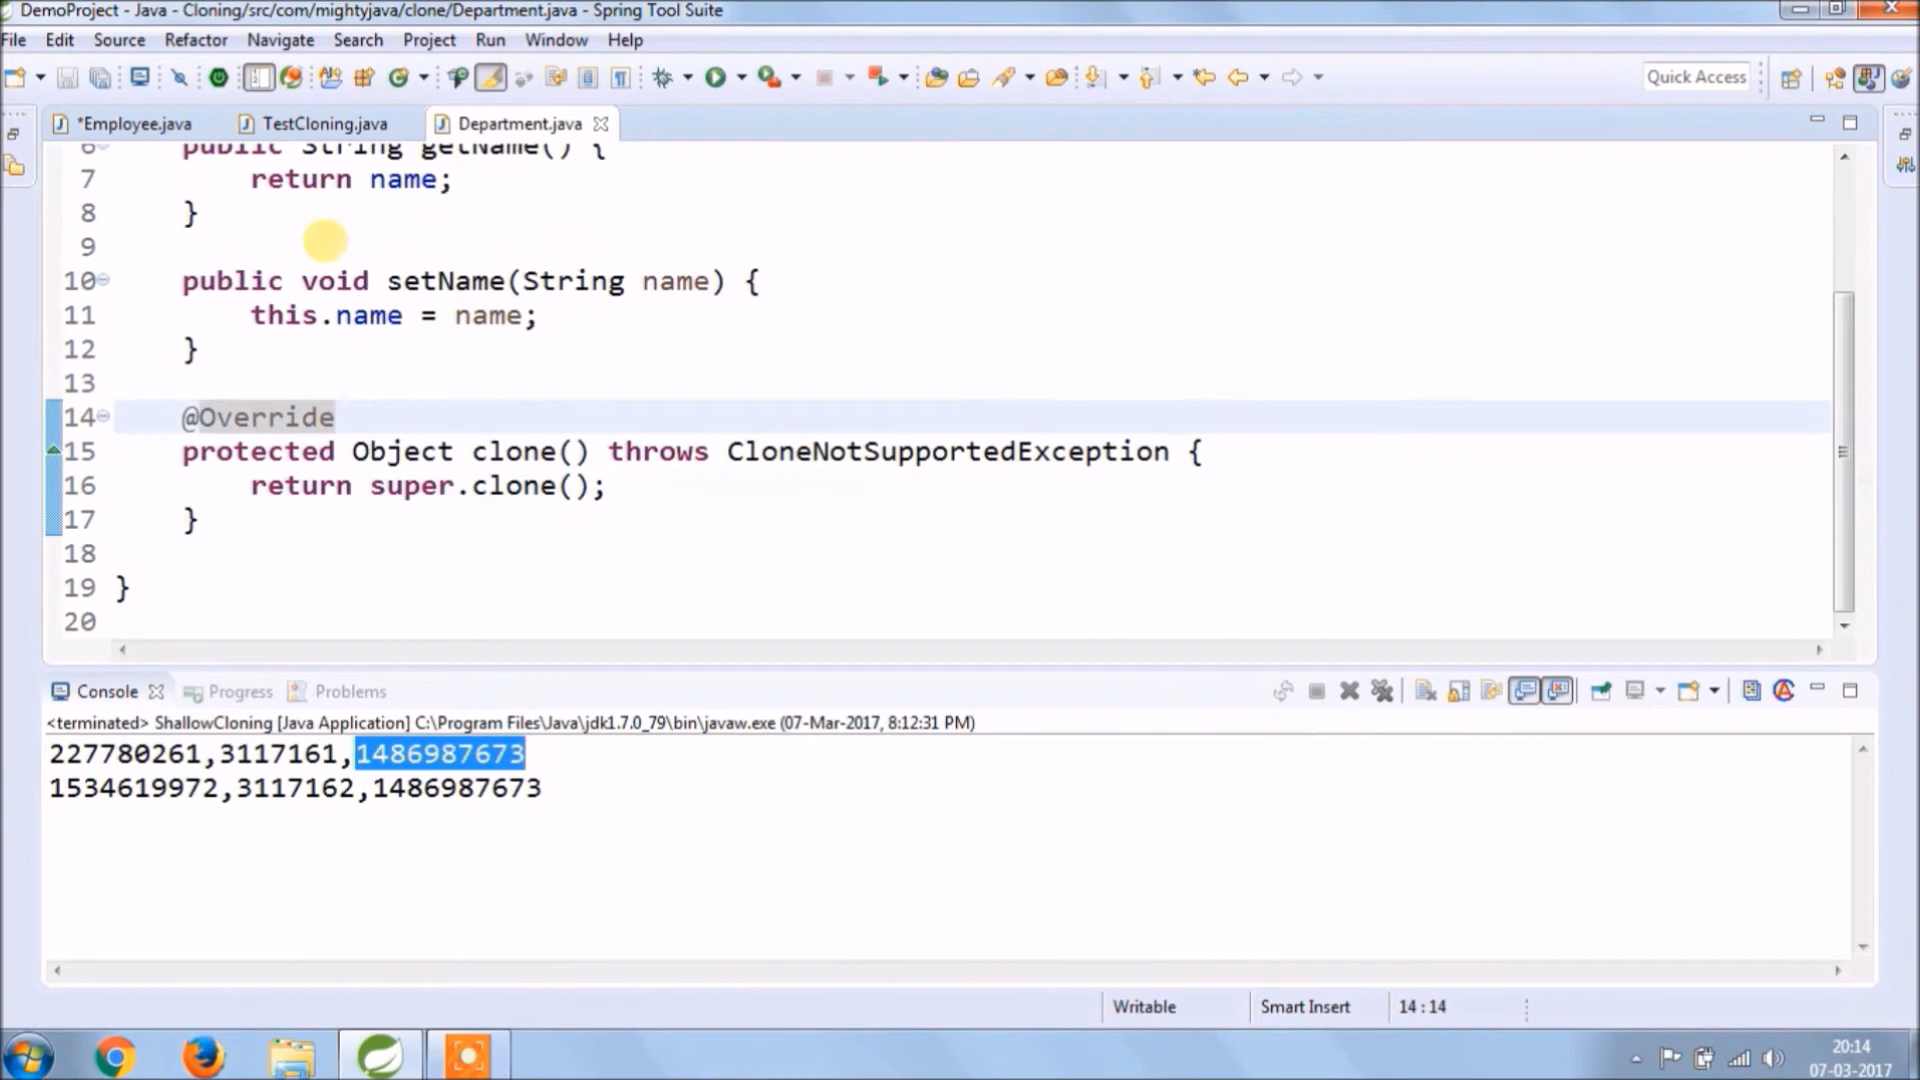 DemoProject - Java - Cloning/src/com/mightyjava/clone/Department.java - Spring Tool Suite
File Edit Source Refactor Navigate Search Project Run Window Help
Quick Access
*Employee.java TestCloning.java Department.java
6 public String getName() {
7 return name;
8 }
9
10 public void setName(String name) {
11 this.name = name;
12 }
13
14 @Override
15 protected Object clone() throws CloneNotSupportedException {
16 return super.clone();
17 }
18
19 }
20
Console Progress Problems
<terminated> ShallowCloning [Java Application] C:\Program Files\Java\jdk1.7.0_79\bin\javaw.exe (07-Mar-2017, 8:12:31 PM)
227780261,3117161,1486987673
1534619972,3117162,1486987673
Writable Smart Insert 14 : 14
20:14
07-03-2017